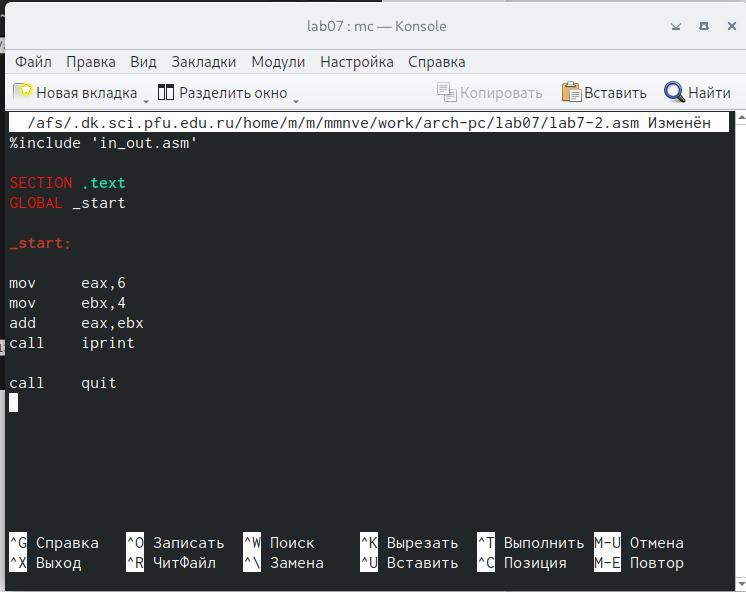 lab07 : mc — Konsole
Файл Правка Вид Закладки Модули Настройка Справка
Новая вкладка Разделить окно Копировать Вставить Найти
/afs/.dk.sci.pfu.edu.ru/home/m/m/mmnve/work/arch-pc/lab07/lab7-2.asm Изменён
%include 'in_out.asm'
SECTION .text
GLOBAL _start
_start:
mov eax,6
mov ebx,4
add eax,ebx
call iprint
call quit
^G Справка ^O Записать ^W Поиск ^K Вырезать ^T Выполнить M-U Отмена
^X Выход ^R ЧитФайл ^\ Замена ^U Вставить ^C Позиция M-E Повтор